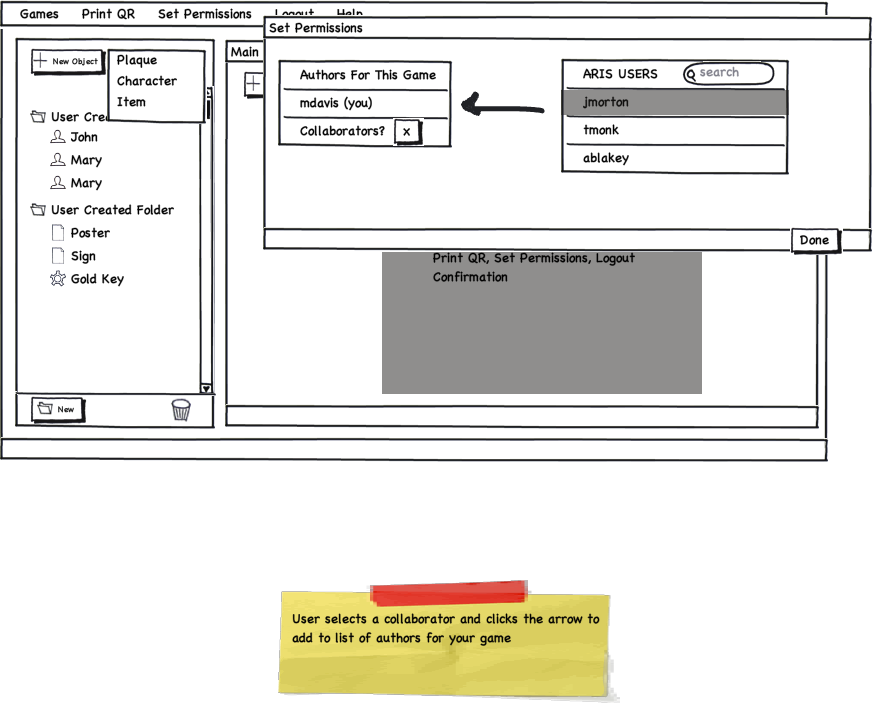 Games Print QR Set Permissions Logout Help
Set Permissions
New Object
Plaque
Character
Item
User Crea
John
Mary
Mary
User Created Folder
Poster
Sign
Gold Key
New
Main
Authors For This Game
mdavis (you)
Collaborators? x
ARIS USERS search
jmorton
tmonk
ablakey
Done
Print QR, Set Permissions, Logout
Confirmation
User selects a collaborator and clicks the arrow to
add to list of authors for your game